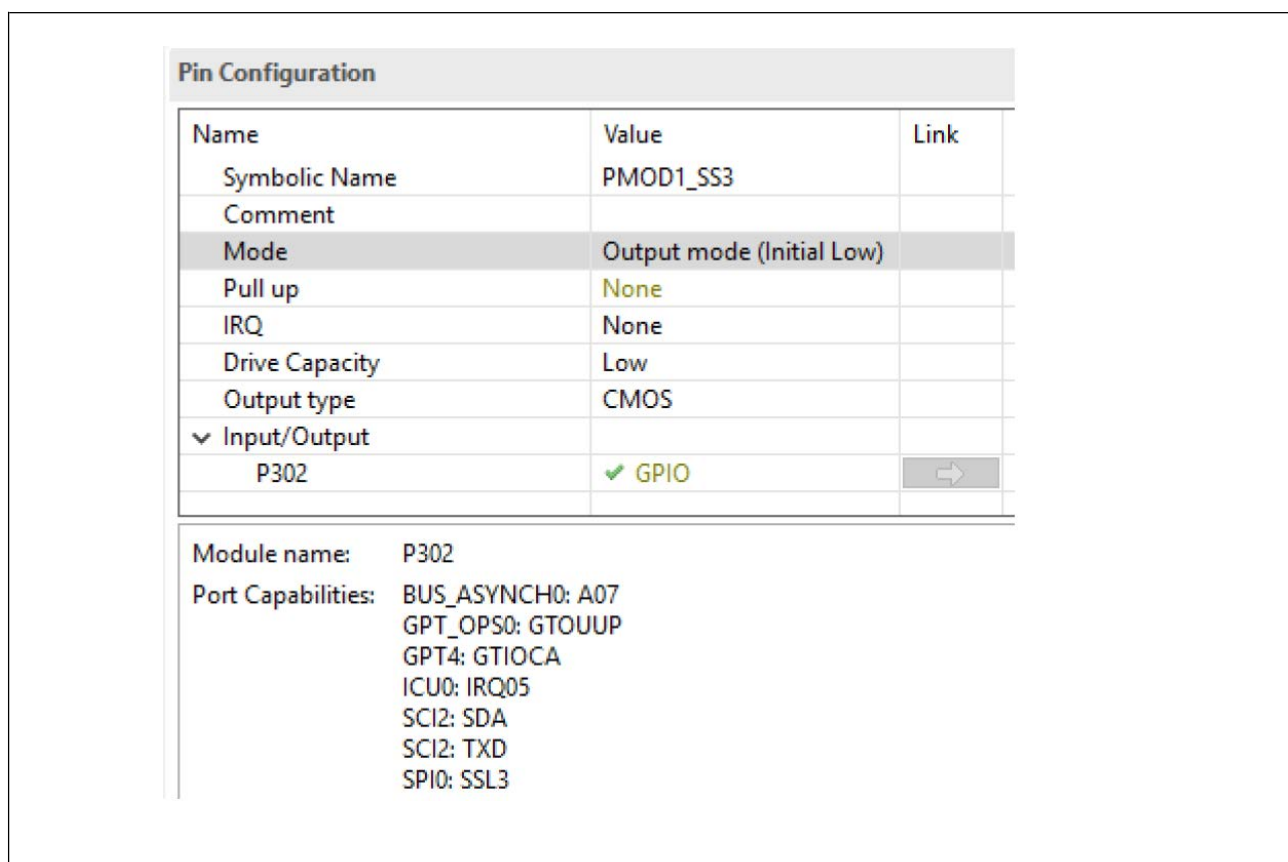 Pin Configuration
Name Value Link
Symbolic Name PMOD1_SS3
Comment
Mode Output mode (Initial Low)
Pull up None
IRQ None
Drive Capacity Low
Output type CMOS
Input/Output
P302 GPIO
Module name: P302
Port Capabilities: BUS_ASYNCH0: A07
GPT_OPS0: GTOUUP
GPT4: GTIOCA
ICU0: IRQ05
SCI2: SDA
SCI2: TXD
SPI0: SSL3